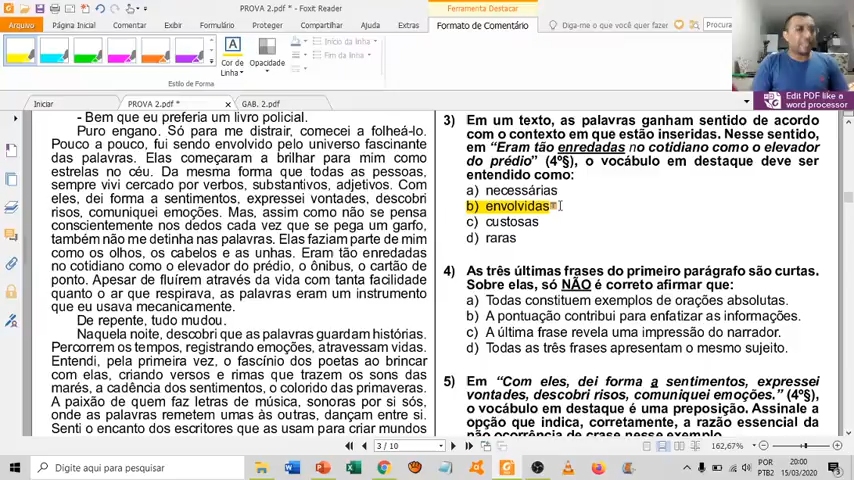 PROVA 2.pdf * - Foxit Reader
Ferramenta Destacar
Arquivo
Página Inicial
Comentar
Exibir
Formulário
Proteger
Compartilhar
Ajuda
Extras
Formato de Comentário
Diga-me o que quer fazer
Procura
Cor de Linha
Opacidade
Início da linha
Fim da linha
Estilo de Forma
Iniciar
PROVA 2.pdf *
GAB. 2.pdf
Edit PDF like a
word processor
- Bem que eu preferia um livro policial.
Puro engano. Só para me distrair, comecei a folheá-lo.
Pouco a pouco, fui sendo envolvido pelo universo fascinante
das palavras. Elas começaram a brilhar para mim como
estrelas no céu. Da mesma forma que todas as pessoas,
sempre vivi cercado por verbos, substantivos, adjetivos. Com
eles, dei forma a sentimentos, expressei vontades, descobri
risos, comuniquei emoções. Mas, assim como não se pensa
conscientemente nos dedos cada vez que se pega um garfo,
também não me detinha nas palavras. Elas faziam parte de mim
como os olhos, os cabelos e as unhas. Eram tão enredadas
no cotidiano como o elevador do prédio, o ônibus, o cartão de
ponto. Apesar de fluírem através da vida com tanta facilidade
quanto o ar que respirava, as palavras eram um instrumento
que eu usava mecanicamente.
De repente, tudo mudou.
Naquela noite, descobri que as palavras guardam histórias.
Percorrem os tempos, registrando emoções, atravessam vidas.
Entendi, pela primeira vez, o fascínio dos poetas ao brincar
com elas, criando versos e rimas que trazem os sons das
marés, a cadência dos sentimentos, o colorido das primaveras.
A paixão de quem faz letras de música, sonoras por si sós,
onde as palavras remetem umas às outras, dançam entre si.
Senti o encanto dos escritores que as usam para criar mundos
3) Em um texto, as palavras ganham sentido de acordo
com o contexto em que estão inseridas. Nesse sentido,
em "Eram tão enredadas no cotidiano como o elevador
do prédio" (4º§), o vocábulo em destaque deve ser
entendido como:
a) necessárias
b) envolvidas
c) custosas
d) raras
4) As três últimas frases do primeiro parágrafo são curtas.
Sobre elas, só NÃO é correto afirmar que:
a) Todas constituem exemplos de orações absolutas.
b) A pontuação contribui para enfatizar as informações.
c) A última frase revela uma impressão do narrador.
d) Todas as três frases apresentam o mesmo sujeito.
5) Em "Com eles, dei forma a sentimentos, expressei
vontades, descobri risos, comuniquei emoções." (4º§),
o vocábulo em destaque é uma preposição. Assinale a
opção que indica, corretamente, a razão essencial da
não ocorrência de crase nesse exemplo.
3 / 10
162,67%
Digite aqui para pesquisar
POR
PTB2
20:00
15/03/2020